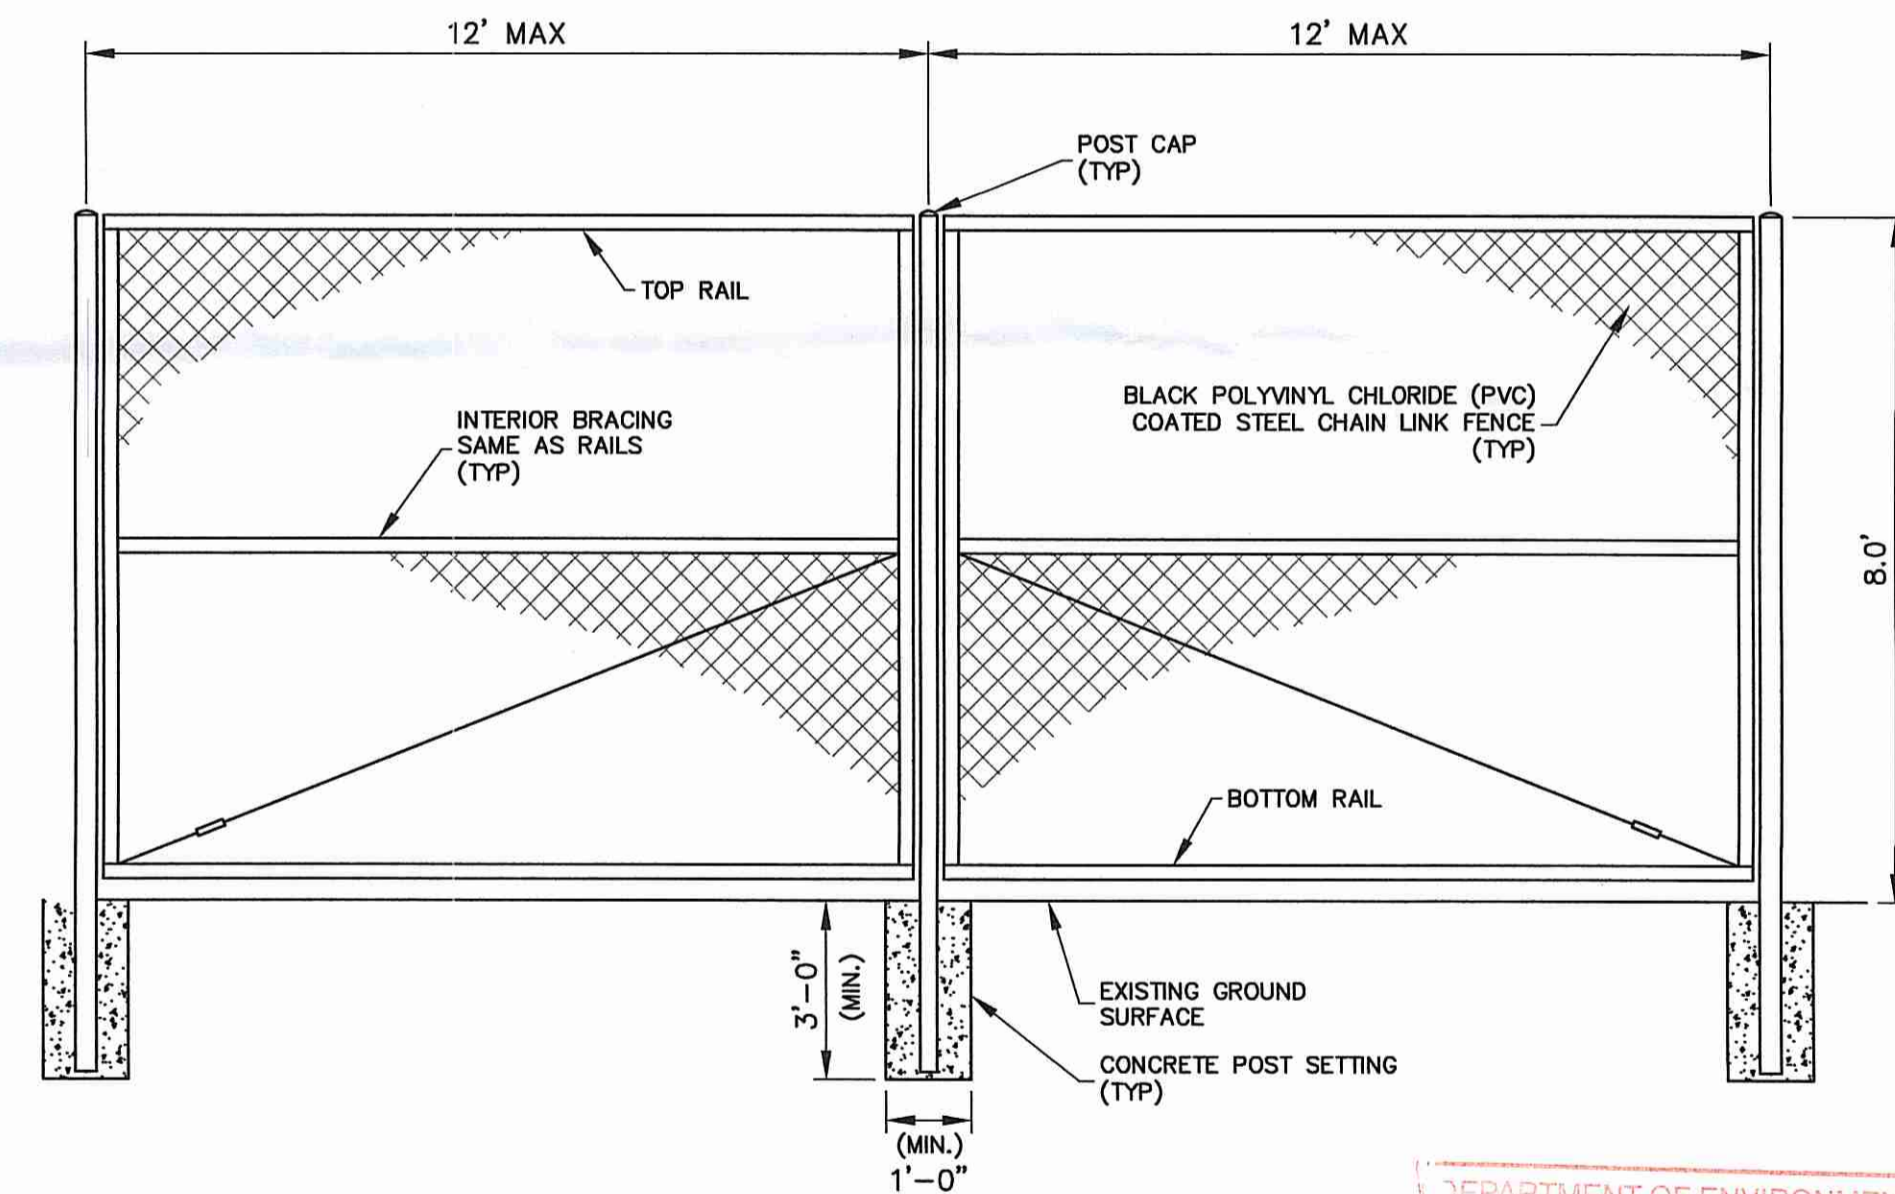 12' MAX
12' MAX
POST CAP
(TYP)
TOP RAIL
BLACK POLYVINYL CHLORIDE (PVC)
COATED STEEL CHAIN LINK FENCE
(TYP)
INTERIOR BRACING
SAME AS RAILS
(TYP)
8.0'
BOTTOM RAIL
3'-0"
(MIN.)
EXISTING GROUND
SURFACE
CONCRETE POST SETTING
(TYP)
(MIN.)
1'-0"
DEPARTMENT OF